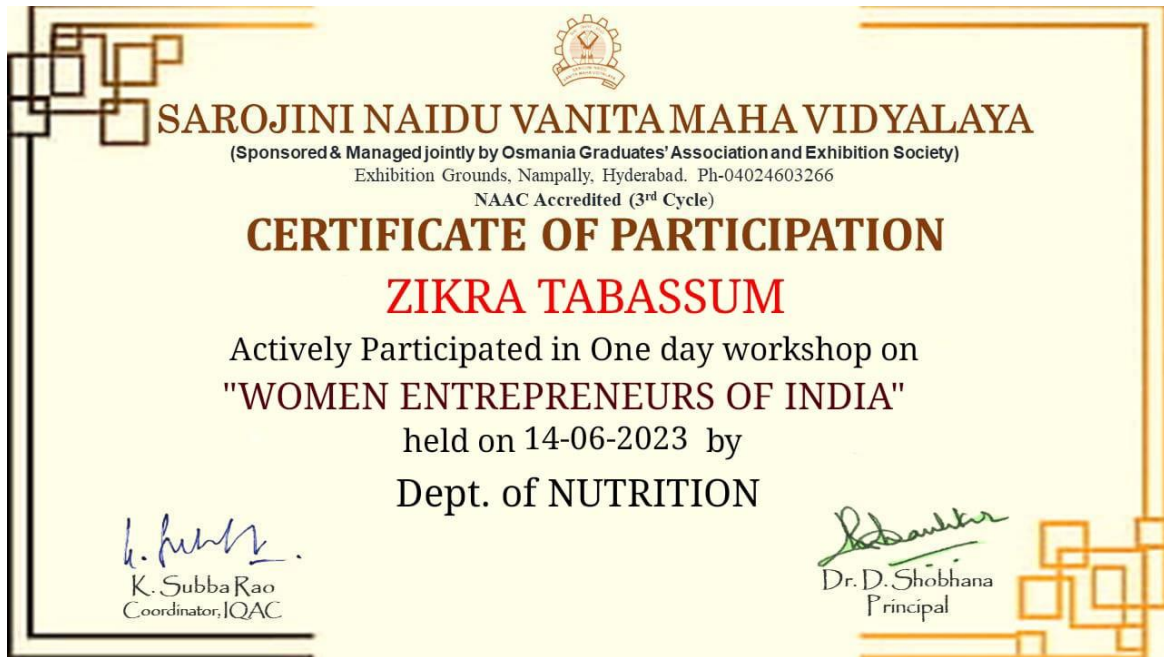 SAROJINI NAIDU VANITA MAHA VIDYALAYA
(Sponsored & Managed jointly by Osmania Graduates' Association and Exhibition Society)
Exhibition Grounds, Nampally, Hyderabad. Ph-04024603266
NAAC Accredited (3rd Cycle)
CERTIFICATE OF PARTICIPATION
ZIKRA TABASSUM
Actively Participated in One day workshop on
"WOMEN ENTREPRENEURS OF INDIA"
held on 14-06-2023 by
Dept. of NUTRITION
K. Subba Rao
Coordinator, IQAC
Dr. D. Shobhana
Principal